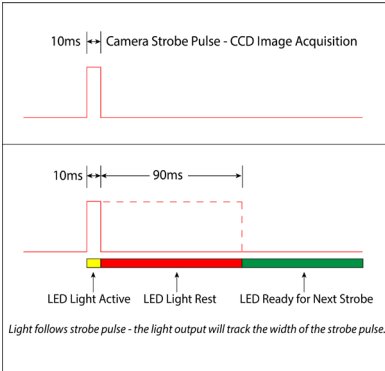 10ms Camera Strobe Pulse - CCD Image Acquisition
10ms 90ms
LED Light Active LED Light Rest LED Ready for Next Strobe
Light follows strobe pulse - the light output will track the width of the strobe pulse.